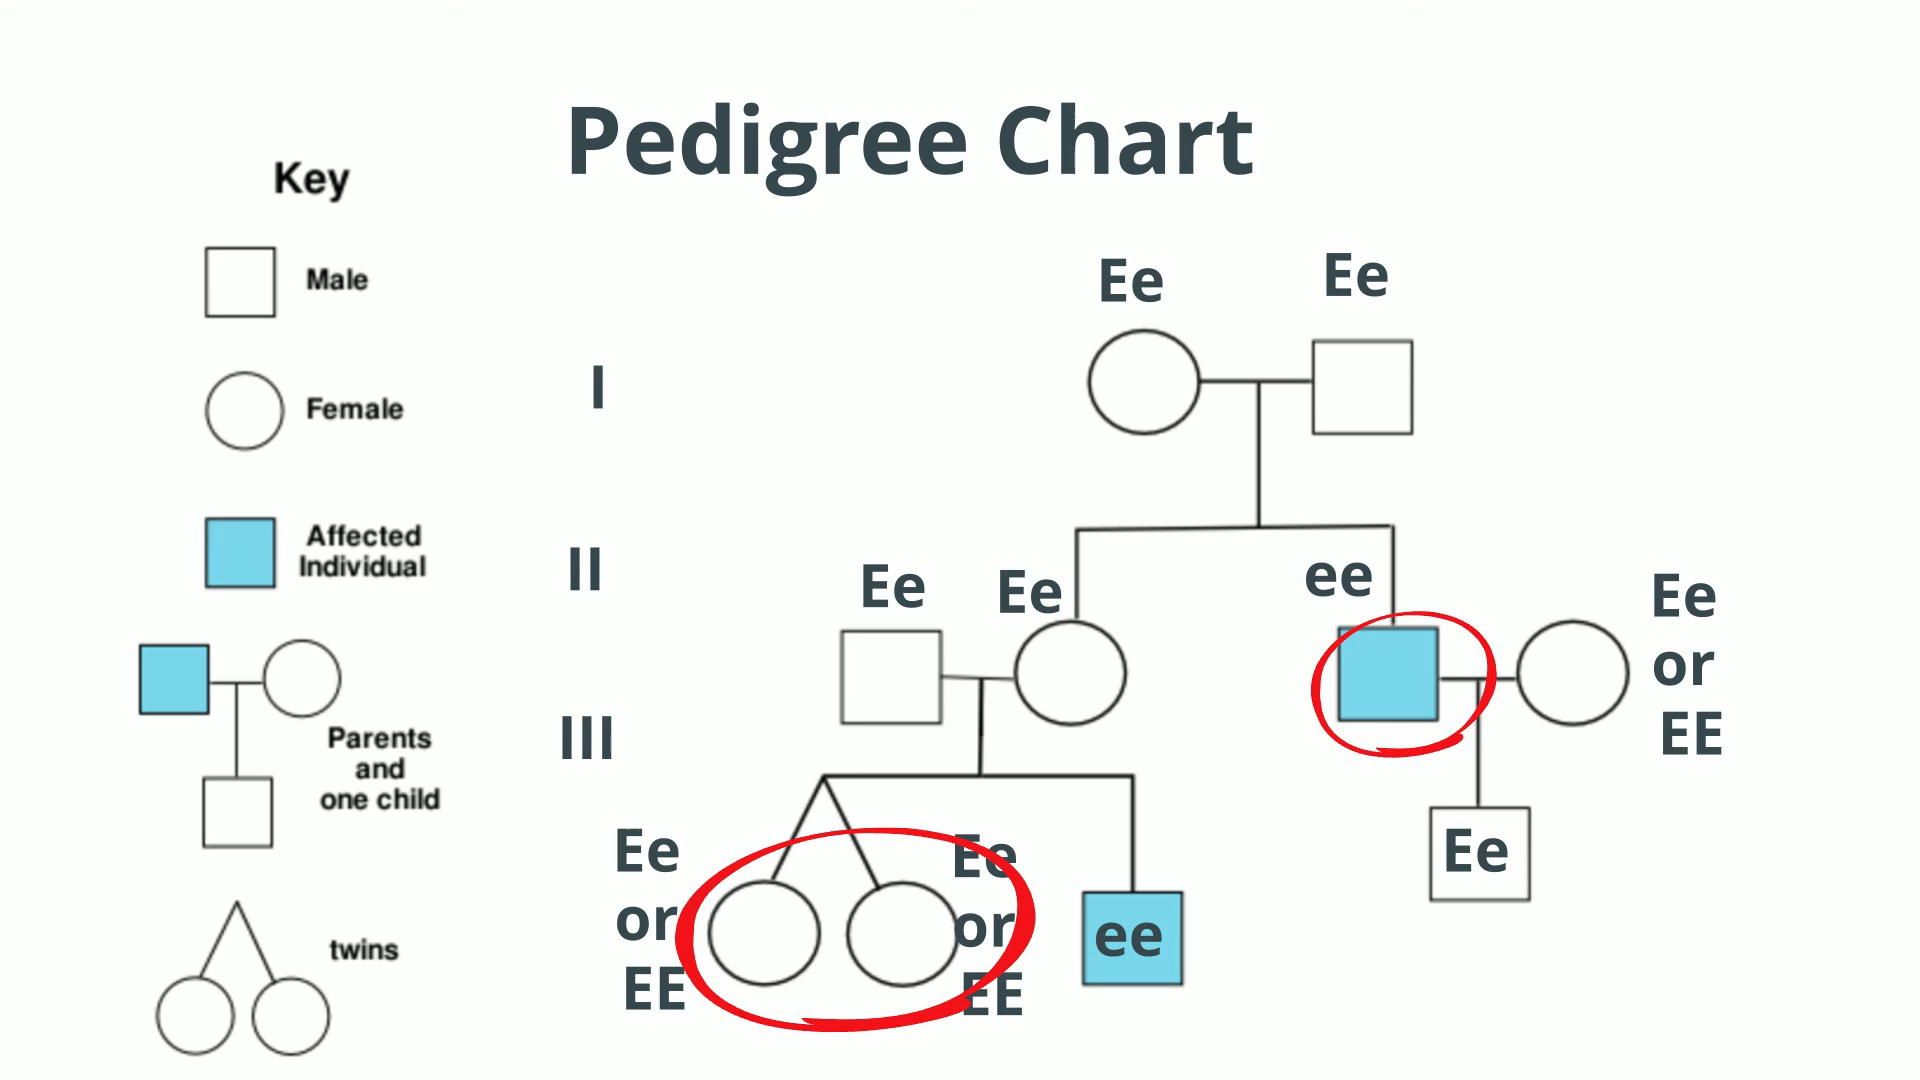 Pedigree Chart
Key
Male
Female
Affected
Individual
Parents
and
one child
twins
I
II
III
Ee
Ee
Ee
Ee
ee
Ee
or
EE
Ee
or
EE
Ee
or
EE
ee
Ee